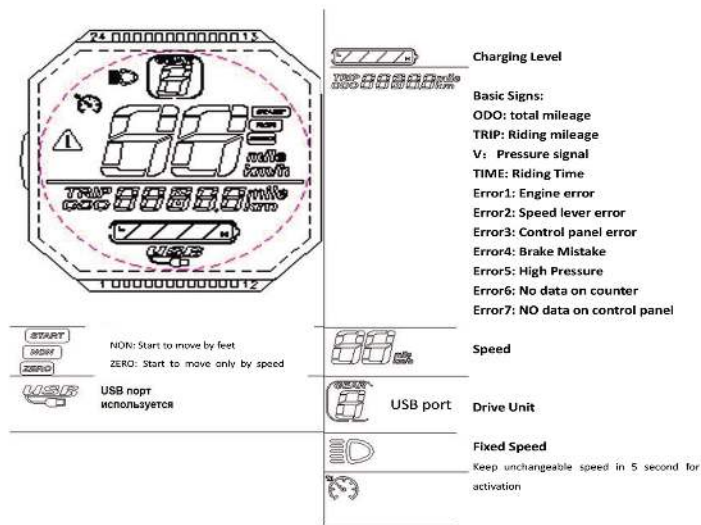 24 13
GEAR
START
NON
ZERO
mile
km/h
TRIP mile
ODO km
L H
USB
1 12
START
NON
ZERO
NON: Start to move by feet
ZERO: Start to move only by speed
USB
USB порт
используется
L H
Charging Level
TRIP mile
ODO km
Basic Signs:
ODO: total mileage
TRIP: Riding mileage
V: Pressure signal
TIME: Riding Time
Error1: Engine error
Error2: Speed lever error
Error3: Control panel error
Error4: Brake Mistake
Error5: High Pressure
Error6: No data on counter
Error7: NO data on control panel
mile
km/h
Speed
GEAR
USB port
Drive Unit
Fixed Speed
Keep unchangeable speed in 5 second for
activation